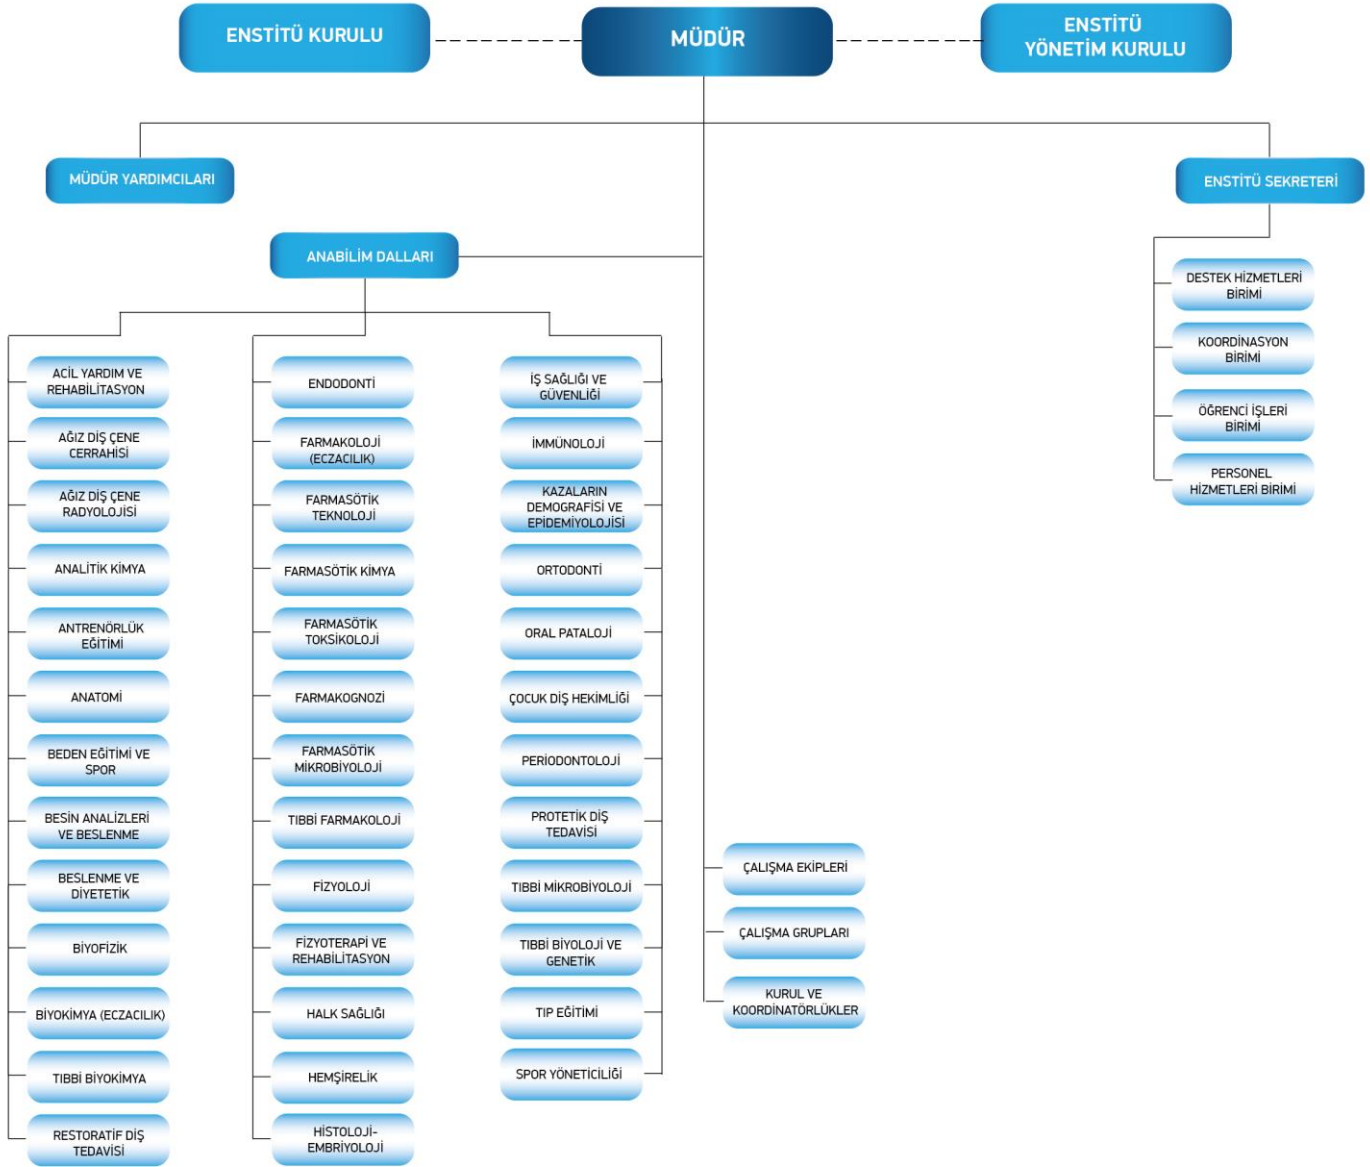 ENSTİTÜ KURULU
MÜDÜR
ENSTİTÜ
YÖNETİM KURULU
MÜDÜR YARDIMCILARI
ENSTİTÜ SEKRETERİ
ANABİLİM DALLARI
DESTEK HİZMETLERİ
BİRİMİ
KOORDİNASYON
BİRİMİ
ÖĞRENCİ İŞLERİ
BİRİMİ
PERSONEL
HİZMETLERİ BİRİMİ
ACİL YARDIM VE
REHABİLİTASYON
AĞIZ DİŞ ÇENE
CERRAHİSİ
AĞIZ DİŞ ÇENE
RADYOLOJİSİ
ANALİTİK KİMYA
ANTRENÖRLÜK
EĞİTİMİ
ANATOMİ
BEDEN EĞİTİMİ VE
SPOR
BESİN ANALİZLERİ
VE BESLENME
BESLENME VE
DİYETETİK
BİYOFİZİK
BİYOKİMYA (ECZACILIK)
TIBBİ BİYOKİMYA
RESTORATİF DİŞ
TEDAVİSİ
ENDODONTİ
FARMAKOLOJİ
(ECZACILIK)
FARMASÖTİK
TEKNOLOJİ
FARMASÖTİK KİMYA
FARMASÖTİK
TOKSİKOLOJİ
FARMAKOGNOZİ
FARMASÖTİK
MİKROBİYOLOJİ
TIBBİ FARMAKOLOJİ
FİZYOLOJİ
FİZYOTERAPİ VE
REHABİLİTASYON
HALK SAĞLIĞI
HEMŞİRELİK
HİSTOLOJİ-
EMBRİYOLOJİ
İŞ SAĞLIĞI VE
GÜVENLİĞİ
İMMÜNOLOJİ
KAZALARIN
DEMOGRAFİSİ VE
EPİDEMİYOLOJİSİ
ORTODONTİ
ORAL PATALOJİ
ÇOCUK DİŞ HEKİMLİĞİ
PERİODONTOLOJİ
PROTETİK DİŞ
TEDAVİSİ
TIBBİ MİKROBİYOLOJİ
TIBBİ BİYOLOJİ VE
GENETİK
TIP EĞİTİMİ
SPOR YÖNETİCİLİĞİ
ÇALIŞMA EKİPLERİ
ÇALIŞMA GRUPLARI
KURUL VE
KOORDİNATÖRLÜKLER